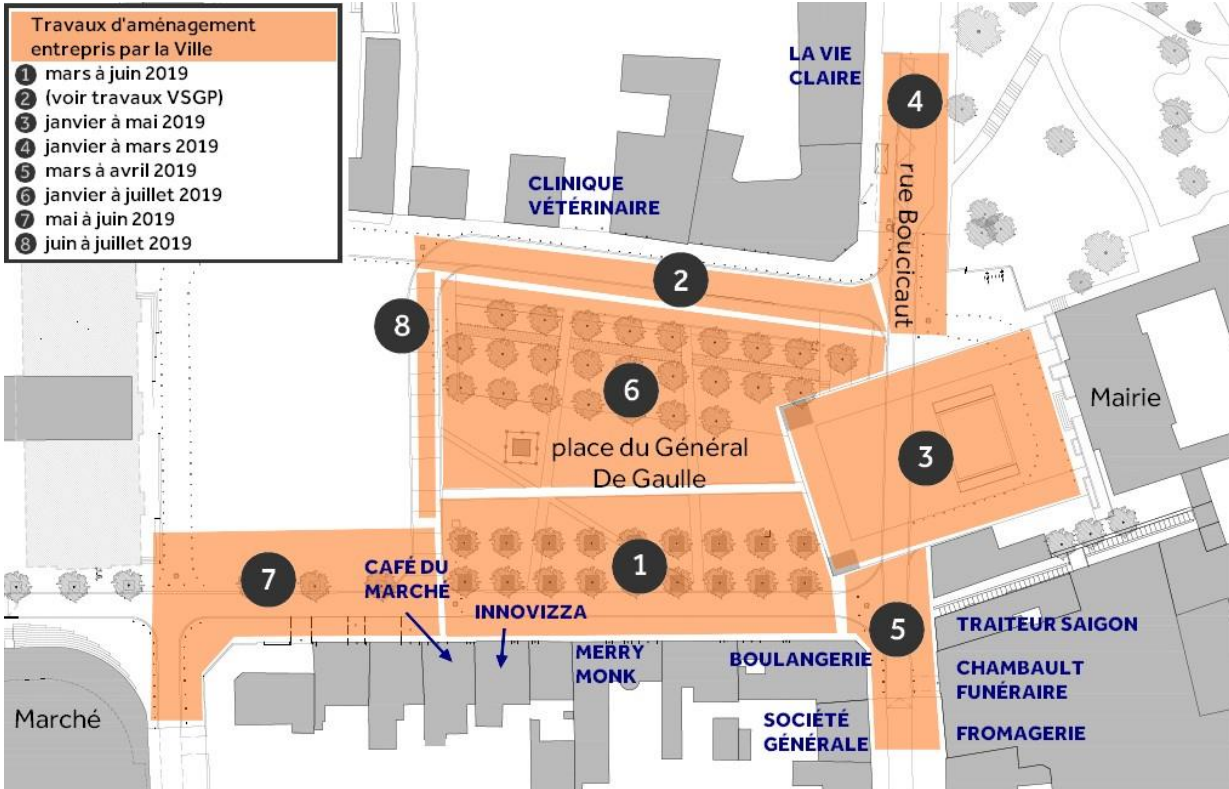 Travaux d'aménagement
entrepris par la Ville
1 mars à juin 2019
2 (voir travaux VSGP)
3 janvier à mai 2019
4 janvier à mars 2019
5 mars à avril 2019
6 janvier à juillet 2019
7 mai à juin 2019
8 juin à juillet 2019
LA VIE
CLAIRE
4
rue Boucicaut
CLINIQUE
VÉTÉRINAIRE
2
8
6
place du Général
De Gaulle
3
Mairie
1
7
CAFÉ DU
MARCHÉ
INNOVIZZA
MERRY
MONK
BOULANGERIE
5
TRAITEUR SAIGON
CHAMBAULT
FUNÉRAIRE
FROMAGERIE
SOCIÉTÉ
GÉNÉRALE
Marché